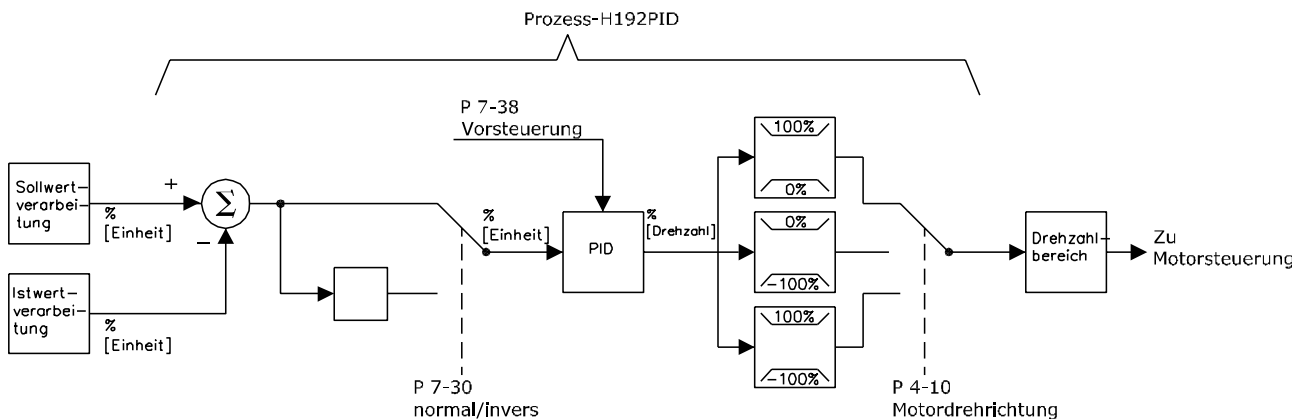 Prozess-H192PID
P 7-38
Vorsteuerung
Sollwert-
verarbei-
tung
+
%
[Einheit]
Σ
_
Istwert-
verarbei-
tung
%
[Einheit]
%
[Einheit]
PID
%
[Drehzahl]
100%
0%
0%
-100%
100%
-100%
Drehzahl-
bereich
Zu
Motorsteuerung
P 7-30
normal/invers
P 4-10
Motordrehrichtung